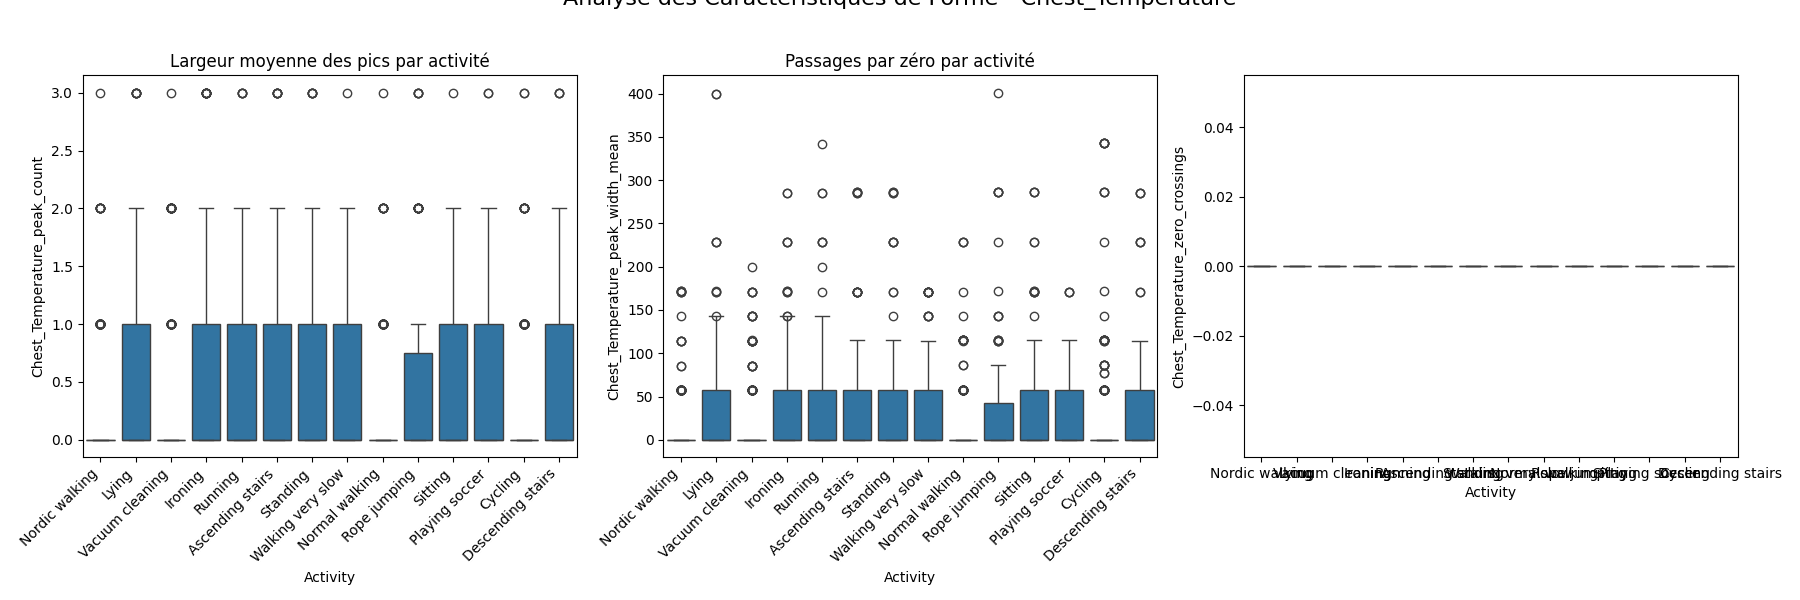 Analyse des Caractéristiques de Forme - Chest_Temperature
Largeur moyenne des pics par activité
Chest_Temperature_peak_count
3.0
2.5
2.0
1.5
1.0
0.5
0.0
Nordic walking
Lying
Vacuum cleaning
Ironing
Running
Ascending stairs
Standing
Walking very slow
Normal walking
Rope jumping
Sitting
Playing soccer
Cycling
Descending stairs
Activity
Passages par zéro par activité
Chest_Temperature_peak_width_mean
400
350
300
250
200
150
100
50
0
Nordic walking
Lying
Vacuum cleaning
Ironing
Running
Ascending stairs
Standing
Walking very slow
Normal walking
Rope jumping
Sitting
Playing soccer
Cycling
Descending stairs
Activity
Chest_Temperature_zero_crossings
0.04
0.02
0.00
−0.02
−0.04
Nordic walking
Descending stairs
Activity